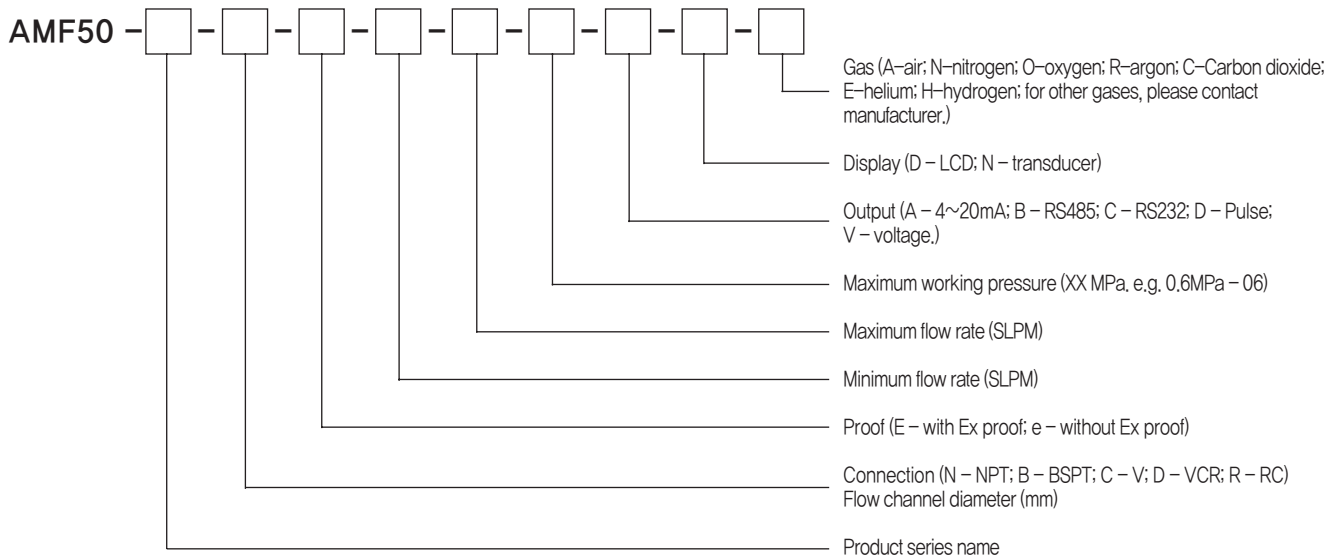 AMF50 - - - - - - - - -
Gas (A-air; N-nitrogen; O-oxygen; R-argon; C-Carbon dioxide;
E-helium; H-hydrogen; for other gases, please contact
manufacturer.)
Display (D - LCD; N - transducer)
Output (A - 4~20mA; B - RS485; C - RS232; D - Pulse;
V - voltage.)
Maximum working pressure (XX MPa, e.g. 0.6MPa - 06)
Maximum flow rate (SLPM)
Minimum flow rate (SLPM)
Proof (E - with Ex proof; e - without Ex proof)
Connection (N - NPT; B - BSPT; C - V; D - VCR; R - RC)
Flow channel diameter (mm)
Product series name